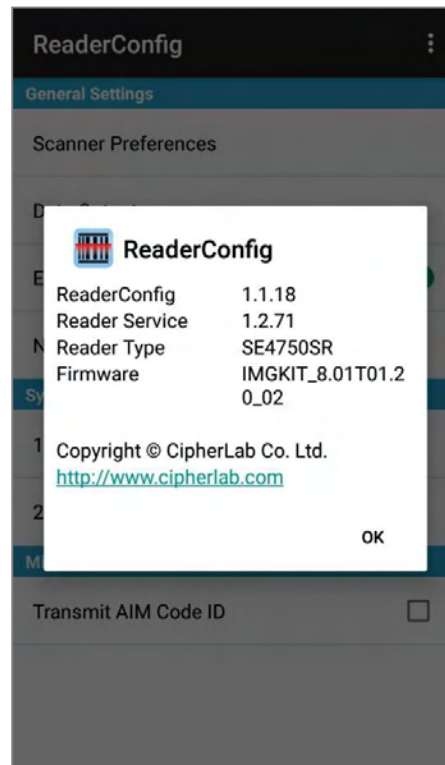 ReaderConfig
General Settings
Scanner Preferences
ReaderConfig
ReaderConfig 1.1.18
Reader Service 1.2.71
Reader Type SE4750SR
Firmware IMGKIT_8.01T01.2
0_02
Copyright © CipherLab Co. Ltd.
http://www.cipherlab.com
OK
Transmit AIM Code ID